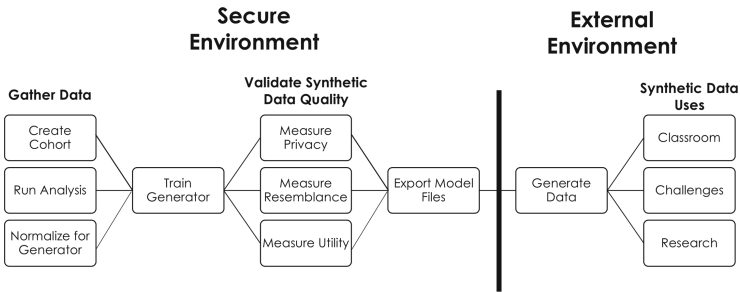 Secure
Environment
External
Environment
Gather Data
Validate Synthetic
Data Quality
Synthetic Data
Uses
Create
Cohort
Run Analysis
Normalize for
Generator
Train
Generator
Measure
Privacy
Measure
Resemblance
Measure Utility
Export Model
Files
Generate
Data
Classroom
Challenges
Research